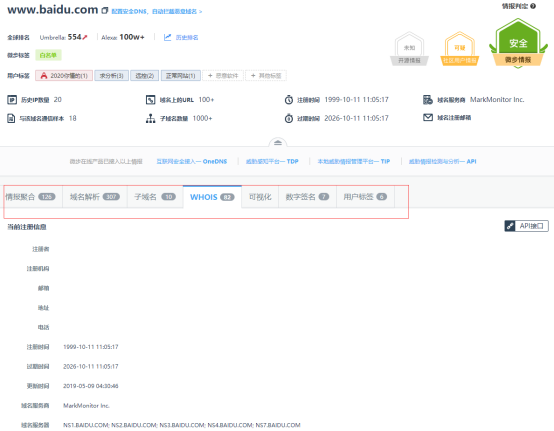 www.baidu.com 配置安全DNS，自动拦截恶意域名 >
情报判定
全球排名 Umbrella: 554 Alexa: 100w+ 历史排名
微步标签 白名单
用户标签 2020你懂的(1) 求分析(3) 远控(2) 正常网站(1) + 恶意软件 + 其他标签
未知
开源情报
可疑
社区用户情报
安全
微步情报
历史IP数量 20 域名上的URL 100+ 注册时间 1999-10-11 11:05:17 域名服务商 MarkMonitor Inc.
与该域名通信样本 18 子域名数量 1000+ 过期时间 2026-10-11 11:05:17 域名注册邮箱
微步在线产品已接入以上情报 互联网安全接入— OneDNS 威胁感知平台— TDP 本地威胁情报管理平台— TIP 威胁情报检测与分析— API
情报聚合 126 域名解析 307 子域名 10 WHOIS 92 可视化 数字签名 7 用户标签 6
当前注册信息 API接口
注册者
注册机构
邮箱
地址
电话
注册时间 1999-10-11 11:05:17
过期时间 2026-10-11 11:05:17
更新时间 2019-05-09 04:30:46
域名服务商 MarkMonitor Inc.
域名服务器 NS1.BAIDU.COM; NS2.BAIDU.COM; NS3.BAIDU.COM; NS4.BAIDU.COM; NS7.BAIDU.COM